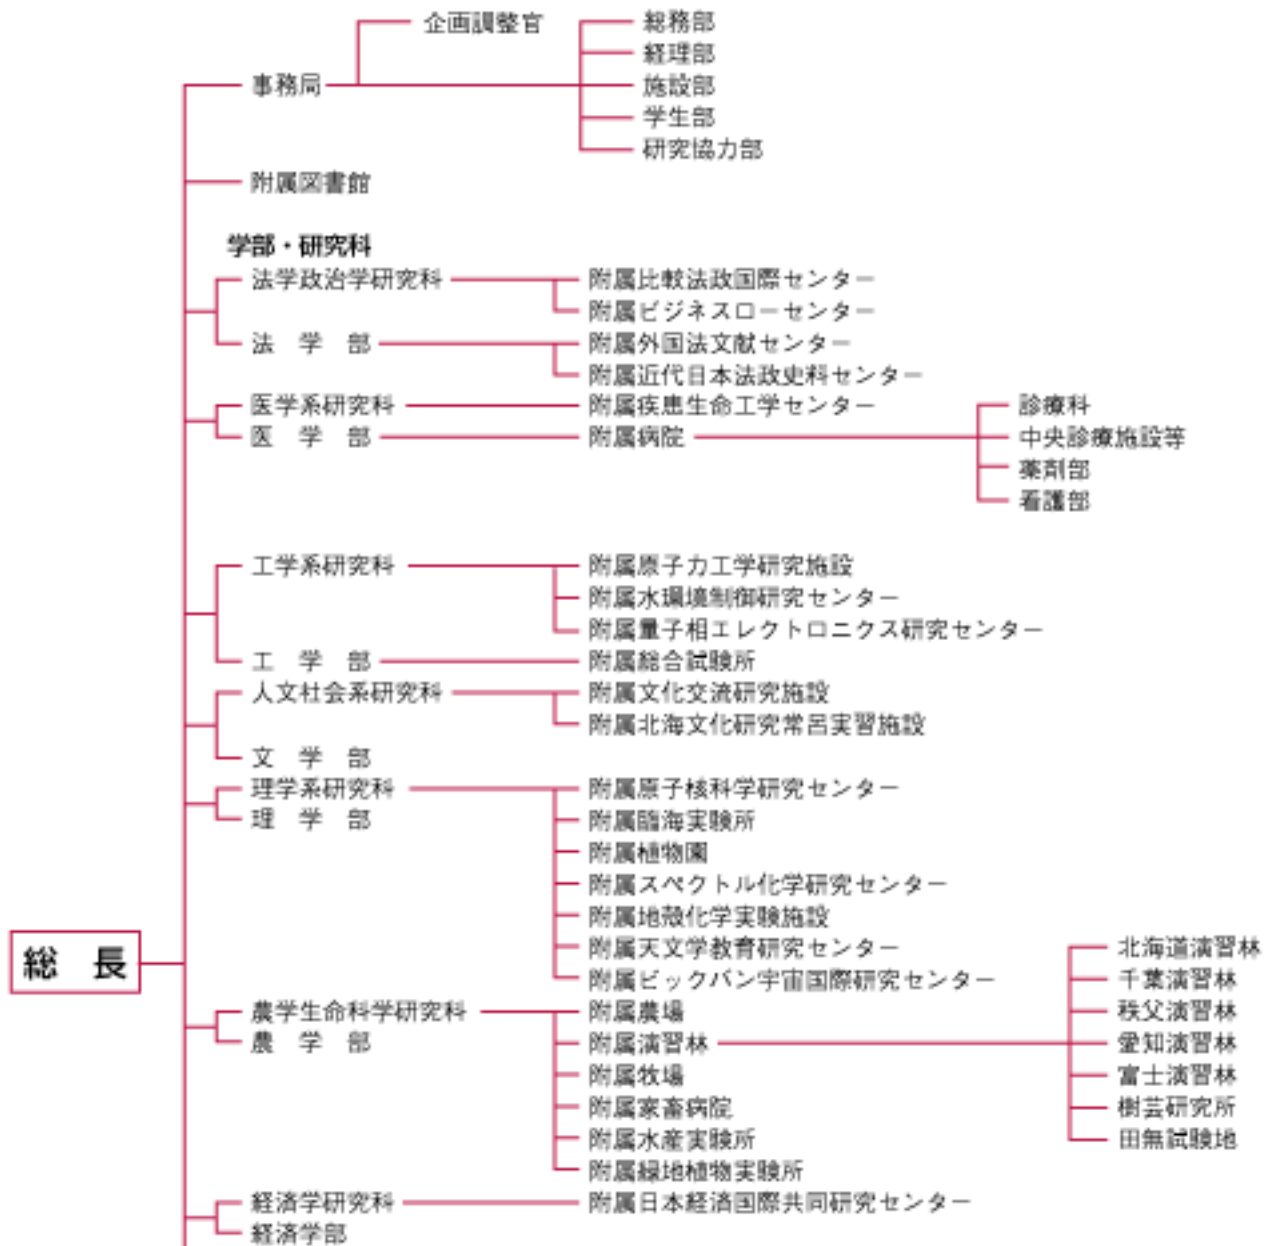 企画調整官
総務部
経理部
事務局
施設部
学生部
研究協力部
附属図書館
学部・研究科
法学政治学研究科
附属比較法政国際センター
附属ビジネスローセンター
法 学 部
附属外国法文献センター
附属近代日本法政史料センター
医学系研究科
附属疾患生命工学センター
診療科
医 学 部
附属病院
中央診療施設等
薬剤部
看護部
工学系研究科
附属原子力工学研究施設
附属水環境制御研究センター
附属量子相エレクトロニクス研究センター
工 学 部
附属総合試験所
人文社会系研究科
附属文化交流研究施設
附属北海文化研究常呂実習施設
文 学 部
理学系研究科
附属原子核科学研究センター
理 学 部
附属臨海実験所
附属植物園
附属スペクトル化学研究センター
附属地殻化学実験施設
総 長
附属天文学教育研究センター
北海道演習林
附属ビックバン宇宙国際研究センター
千葉演習林
農学生命科学研究科
附属農場
秩父演習林
農 学 部
附属演習林
愛知演習林
附属牧場
富士演習林
附属家畜病院
樹芸研究所
附属水産実験所
田無試験地
附属緑地植物実験所
経済学研究科
附属日本経済国際共同研究センター
経済学部